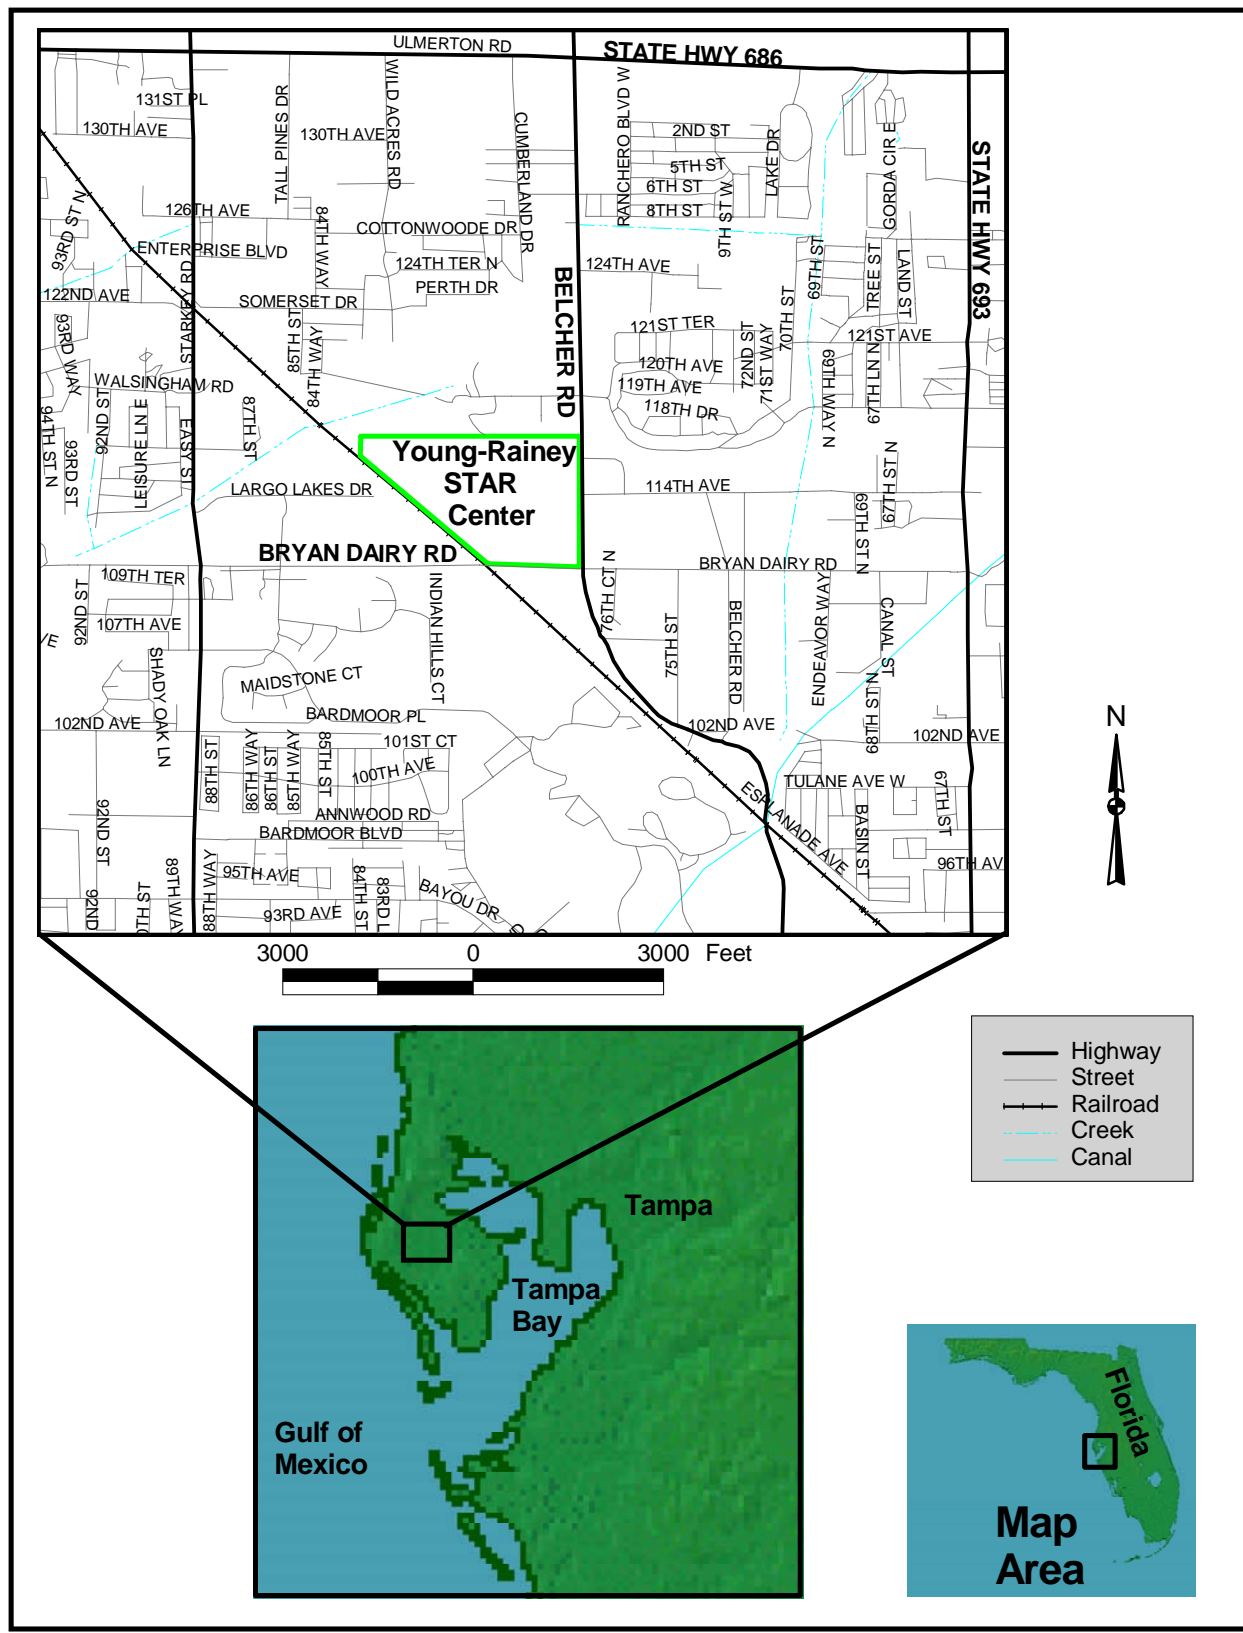 ULMERTON RD
STATE HWY 686
131ST PL
130TH AVE
TALL PINES DR
130TH AVE
WILD ACRES RD
CUMBERLAND DR
RANCHERO BLVD W
2ND ST
5TH ST
6TH ST
8TH ST
9TH ST W
LAKE DR
GORDA CIR E
STATE HWY 693
93RD ST N
126TH AVE
ENTERPRISE BLVD
84TH WAY
COTTONWOODE DR
124TH TER N
PERTH DR
BELCHER RD
124TH AVE
69TH ST
TREE ST
LAND ST
122ND AVE
STARKEY RD
SOMERSET DR
85TH ST
84TH WAY
121ST TER
72ND ST
71ST WAY
70TH ST
121ST AVE
93RD WAY
WALSINGHAM RD
120TH AVE
119TH AVE
118TH DR
69TH WAY N
67TH LN N
94TH ST N
93RD ST
92ND ST
LEISURE LN E
EASY ST
87TH ST
Young-Rainey
STAR
Center
LARGO LAKES DR
114TH AVE
69TH ST N
67TH ST N
BRYAN DAIRY RD
BRYAN DAIRY RD
109TH TER
92ND ST
107TH AVE
VE
INDIAN HILLS CT
76TH CT N
75TH ST
BELCHER RD
ENDEAVOR WAY
CANAL ST
SHADY OAK LN
MAIDSTONE CT
BARDMOOR PL
68TH ST N
102ND AVE
102ND AVE
102ND AVE
88TH ST
86TH WAY
86TH ST
85TH WAY
85TH ST
101ST CT
100TH AVE
ESPLANADE AVE
TULANE AVE W
BASIN ST
67TH ST
92ND ST
ANNWOOD RD
BARDMOOR BLVD
96TH AV
92ND
0TH ST
89TH WAY
88TH WAY
95TH AVE
93RD AVE
84TH ST
83RD L
BAYOU DR
N
3000 0 3000 Feet
Highway
Street
Railroad
Creek
Canal
Tampa
Tampa
Bay
Gulf of
Mexico
Florida
Map
Area